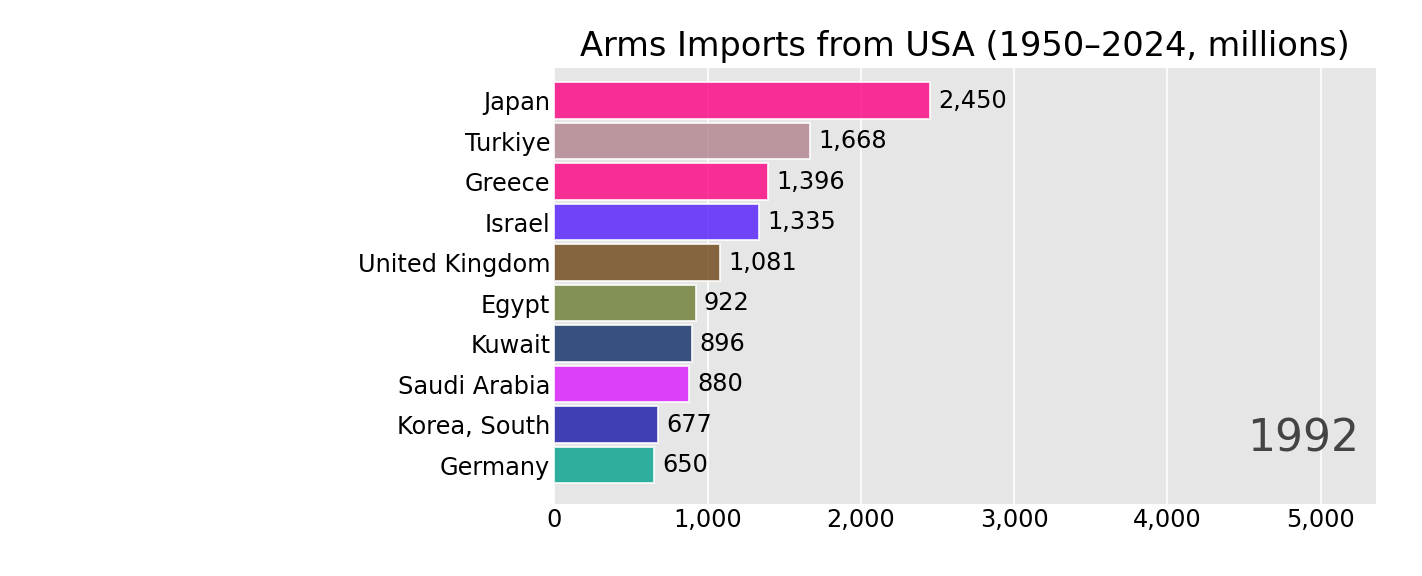 Arms Imports from USA (1950–2024, millions)
Japan 2,450
Turkiye 1,668
Greece 1,396
Israel 1,335
United Kingdom 1,081
Egypt 922
Kuwait 896
Saudi Arabia 880
Korea, South 677
1992
Germany 650
0 1,000 2,000 3,000 4,000 5,000